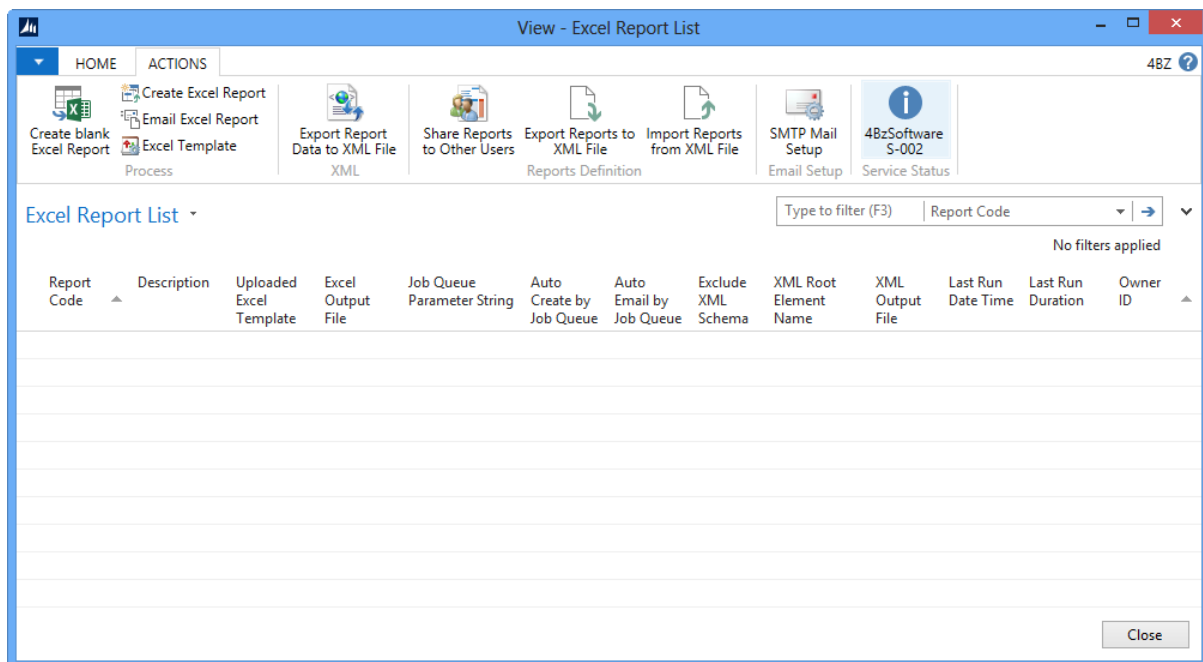 View - Excel Report List
HOME ACTIONS 4BZ
Create blank
Excel Report
Create Excel Report
Email Excel Report
Excel Template
Process
Export Report
Data to XML File
XML
Share Reports
to Other Users
Export Reports to
XML File
Import Reports
from XML File
Reports Definition
SMTP Mail
Setup
Email Setup
4BzSoftware
S-002
Service Status
Excel Report List
Type to filter (F3) Report Code
No filters applied
Report
Code
Description
Uploaded
Excel
Template
Excel
Output
File
Job Queue
Parameter String
Auto
Create by
Job Queue
Auto
Email by
Job Queue
Exclude
XML
Schema
XML Root
Element
Name
XML
Output
File
Last Run
Date Time
Last Run
Duration
Owner
ID
Close